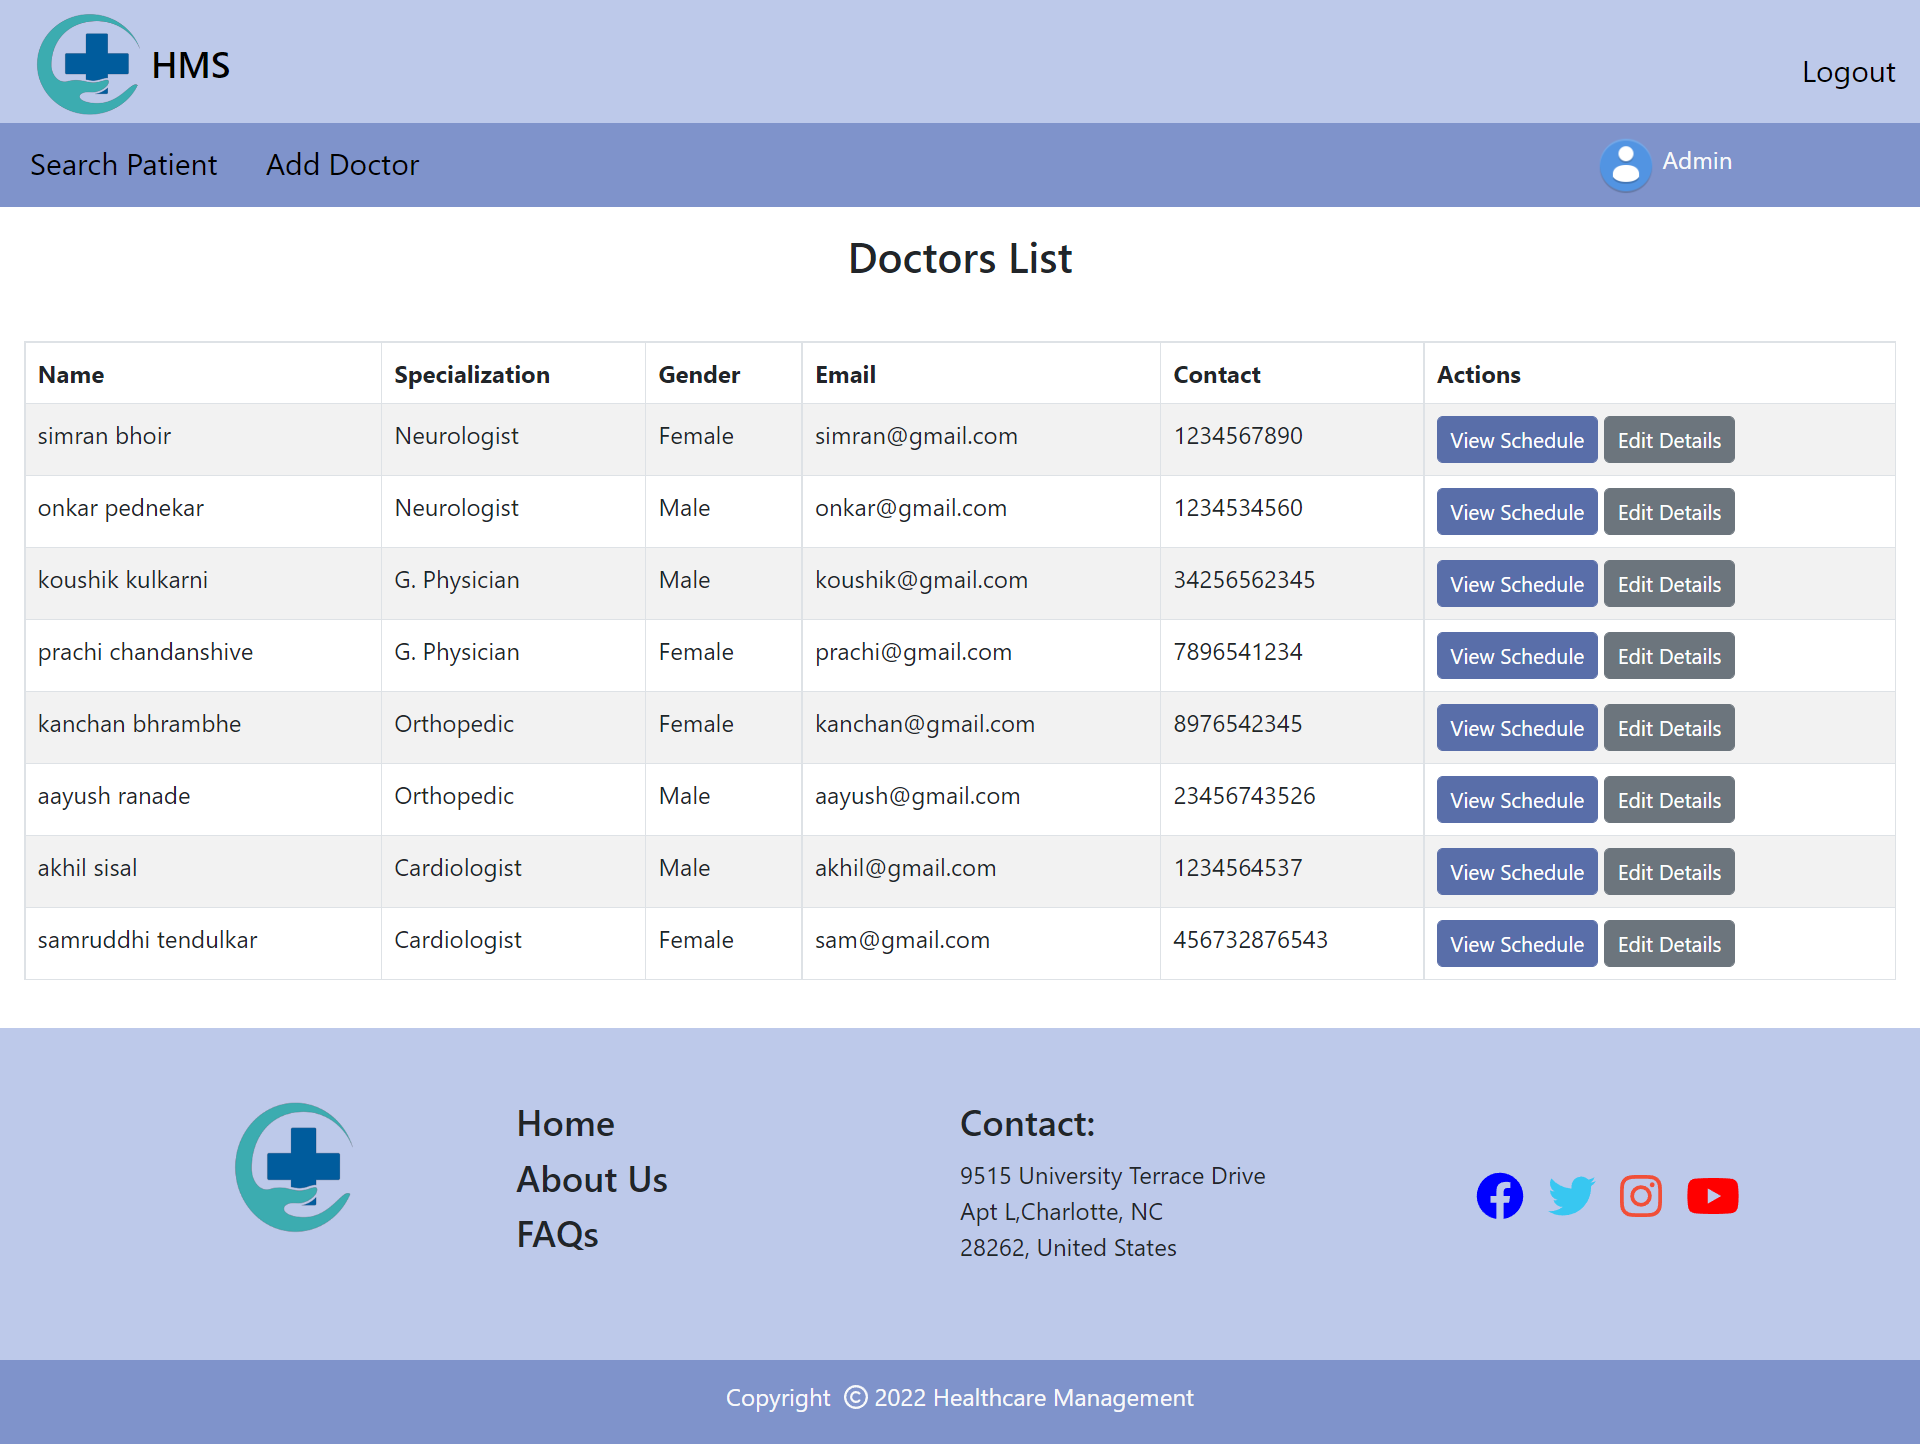 HMS
Logout
Search Patient Add Doctor Admin
Doctors List
Name Specialization Gender Email Contact Actions
simran bhoir Neurologist Female simran@gmail.com 1234567890 View Schedule Edit Details
onkar pednekar Neurologist Male onkar@gmail.com 1234534560 View Schedule Edit Details
koushik kulkarni G. Physician Male koushik@gmail.com 34256562345 View Schedule Edit Details
prachi chandanshive G. Physician Female prachi@gmail.com 7896541234 View Schedule Edit Details
kanchan bhrambhe Orthopedic Female kanchan@gmail.com 8976542345 View Schedule Edit Details
aayush ranade Orthopedic Male aayush@gmail.com 23456743526 View Schedule Edit Details
akhil sisal Cardiologist Male akhil@gmail.com 1234564537 View Schedule Edit Details
samruddhi tendulkar Cardiologist Female sam@gmail.com 456732876543 View Schedule Edit Details
Home
About Us
FAQs
Contact:
9515 University Terrace Drive
Apt L,Charlotte, NC
28262, United States
Copyright © 2022 Healthcare Management